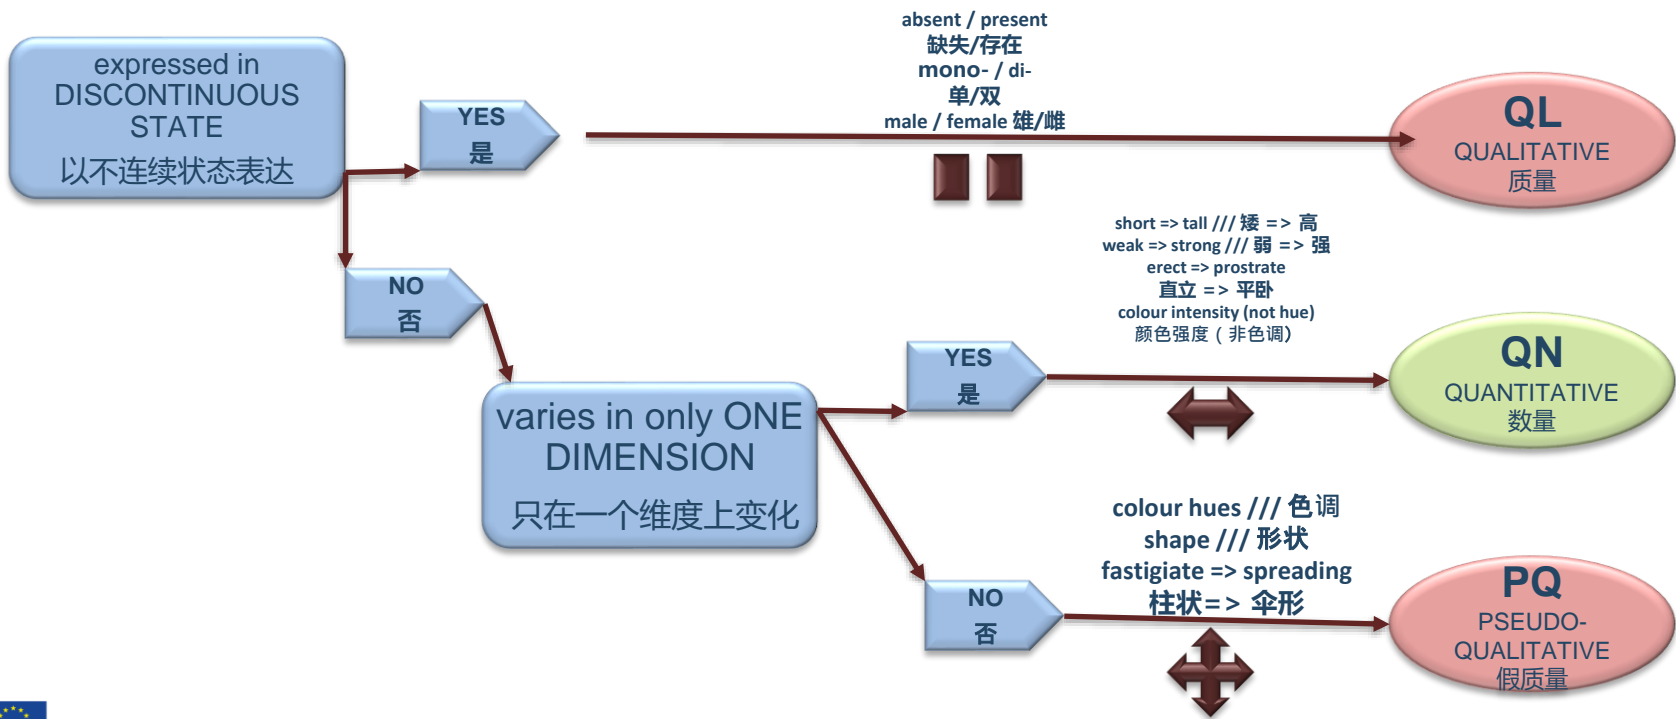 expressed in
DISCONTINUOUS
STATE
以不连续状态表达
YES
是
absent / present
缺失/存在
mono- / di-
单/双
male / female 雄/雌
QL
QUALITATIVE
质量
NO
否
varies in only ONE
DIMENSION
只在一个维度上变化
YES
是
short => tall /// 矮 => 高
weak => strong /// 弱 => 强
erect => prostrate
直立 => 平卧
colour intensity (not hue)
颜色强度（非色调）
QN
QUANTITATIVE
数量
NO
否
colour hues /// 色调
shape /// 形状
fastigiate => spreading
柱状=> 伞形
PQ
PSEUDO-
QUALITATIVE
假质量